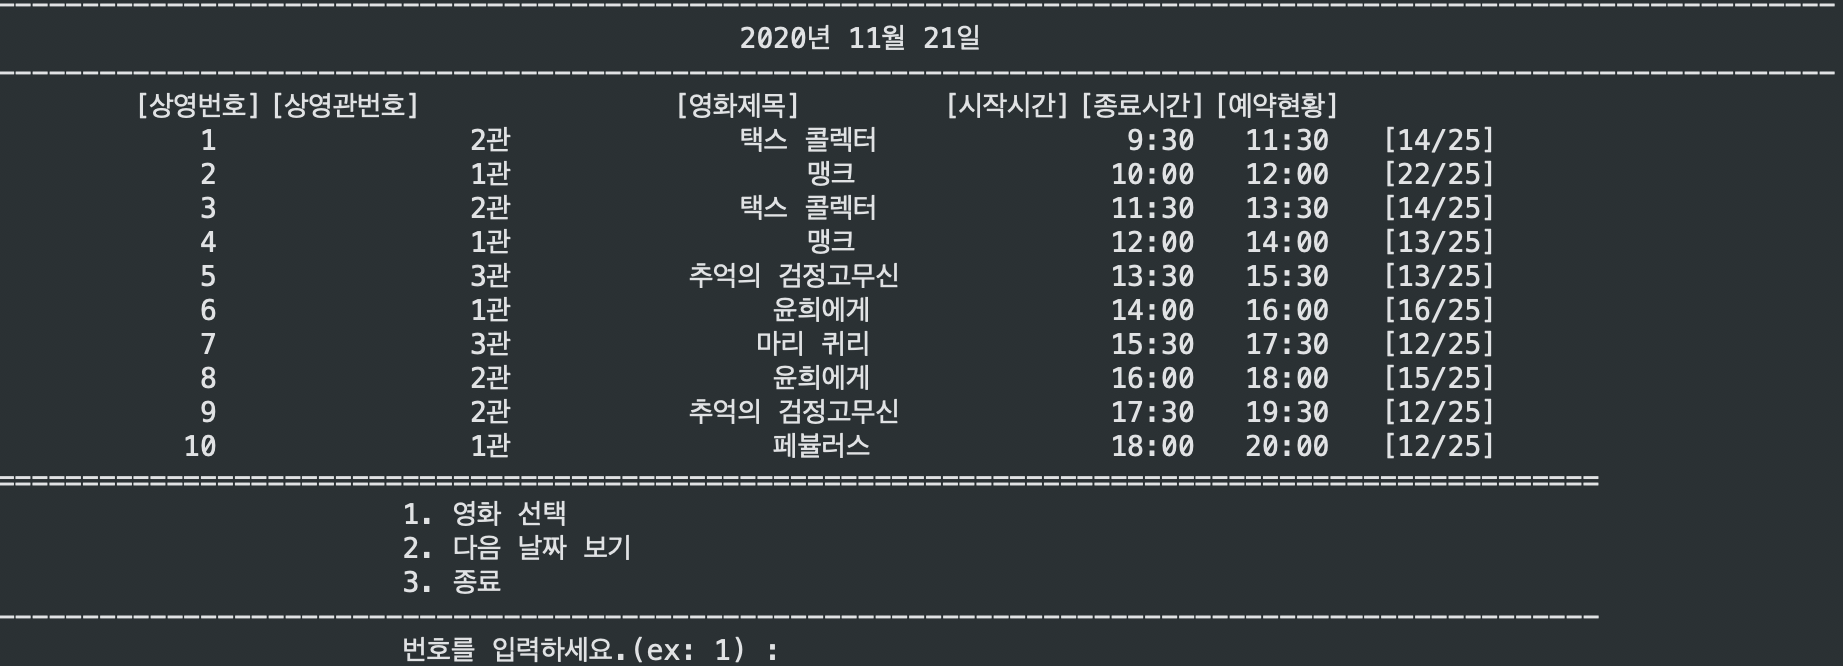 2020년 11월 21일
[상영번호] [상영관번호] [영화제목] [시작시간] [종료시간] [예약현황]
1 2관 택스 콜렉터 9:30 11:30 [14/25]
2 1관 맹크 10:00 12:00 [22/25]
3 2관 택스 콜렉터 11:30 13:30 [14/25]
4 1관 맹크 12:00 14:00 [13/25]
5 3관 추억의 검정고무신 13:30 15:30 [13/25]
6 1관 윤희에게 14:00 16:00 [16/25]
7 3관 마리 퀴리 15:30 17:30 [12/25]
8 2관 윤희에게 16:00 18:00 [15/25]
9 2관 추억의 검정고무신 17:30 19:30 [12/25]
10 1관 페뷸러스 18:00 20:00 [12/25]
1. 영화 선택
2. 다음 날짜 보기
3. 종료
번호를 입력하세요.(ex: 1) :